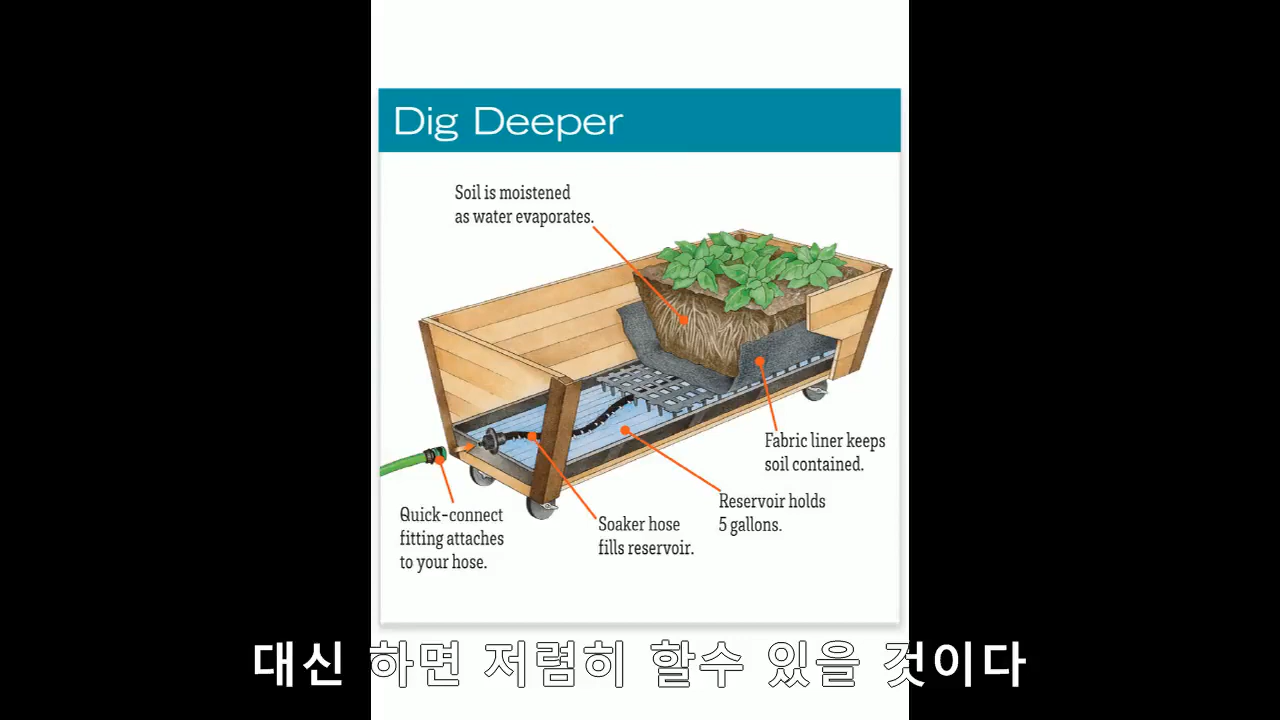 Dig Deeper
Soil is moistened
as water evaporates.
Fabric liner keeps
soil contained.
Reservoir holds
5 gallons.
Soaker hose
fills reservoir.
Quick-connect
fitting attaches
to your hose.
대신 하면 저렴히 할수 있을 것이다